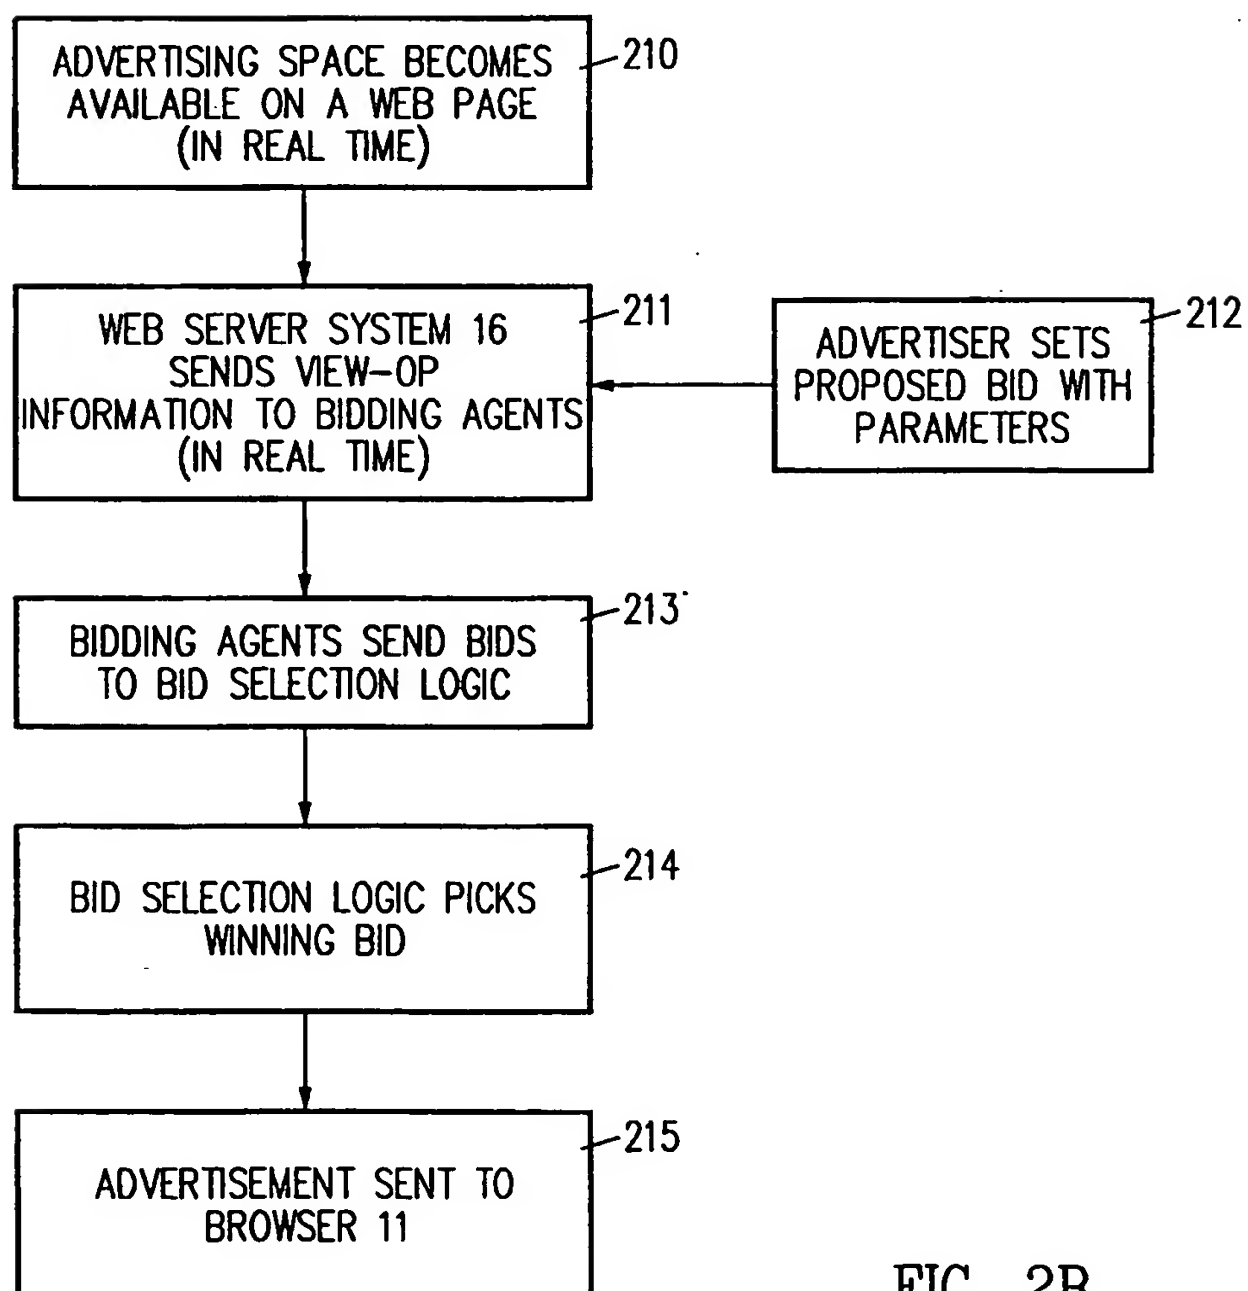 ADVERTISING SPACE BECOMES
AVAILABLE ON A WEB PAGE
(IN REAL TIME)
210
WEB SERVER SYSTEM 16
SENDS VIEW-OP
INFORMATION TO BIDDING AGENTS
(IN REAL TIME)
211
ADVERTISER SETS
PROPOSED BID WITH
PARAMETERS
212
BIDDING AGENTS SEND BIDS
TO BID SELECTION LOGIC
213
BID SELECTION LOGIC PICKS
WINNING BID
214
ADVERTISEMENT SENT TO
BROWSER 11
215
FIG. 2B